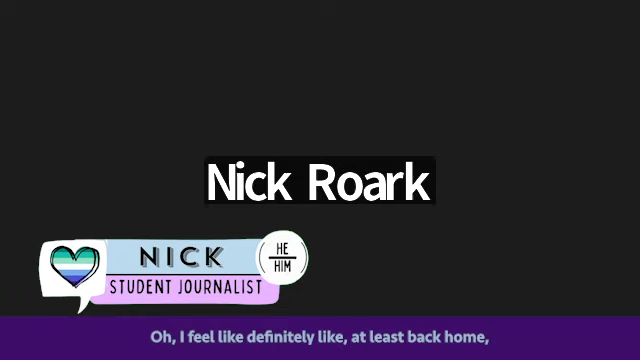 Nick Roark
NICK
HE
HIM
STUDENT JOURNALIST
Oh, I feel like definitely like, at least back home,